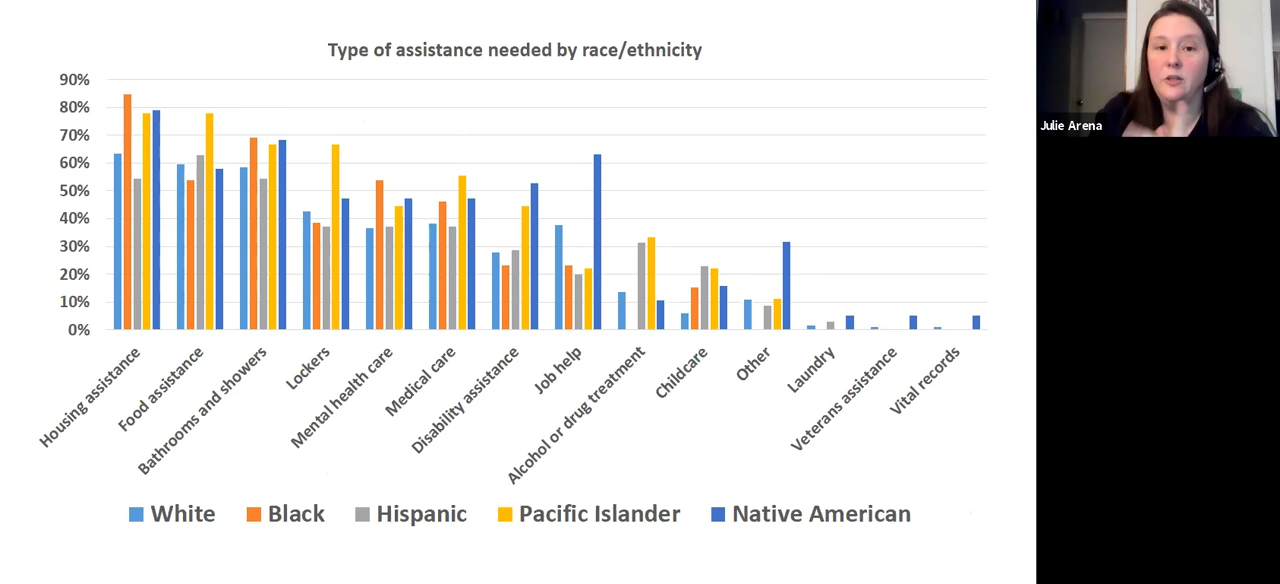 Type of assistance needed by race/ethnicity
90%
80%
70%
60%
50%
40%
30%
20%
10%
0%
Housing assistance
Food assistance
Bathrooms and showers
Lockers
Mental health care
Medical care
Disability assistance
Job help
Alcohol or drug treatment
Childcare
Other
Laundry
Veterans assistance
Vital records
White Black Hispanic Pacific Islander Native American
Julie Arena